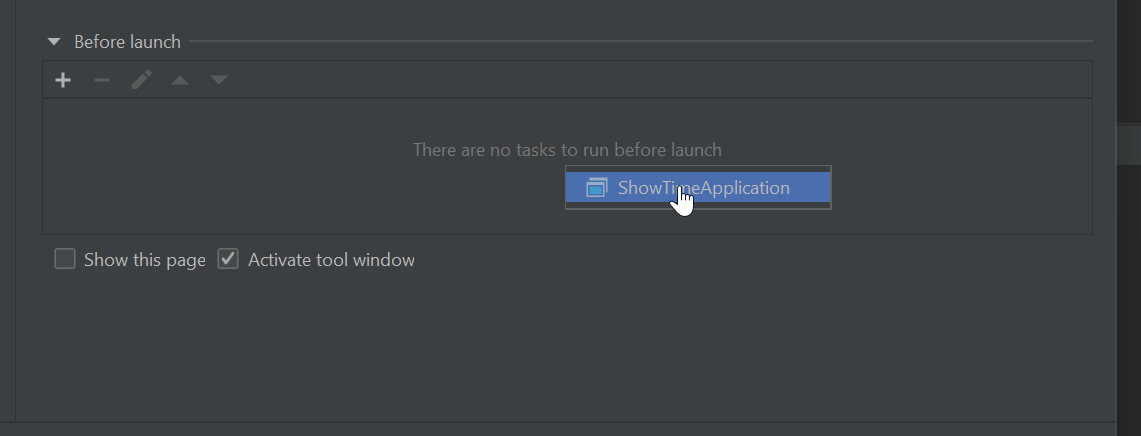 Before launch
There are no tasks to run before launch
ShowTimeApplication
Show this page
Activate tool window